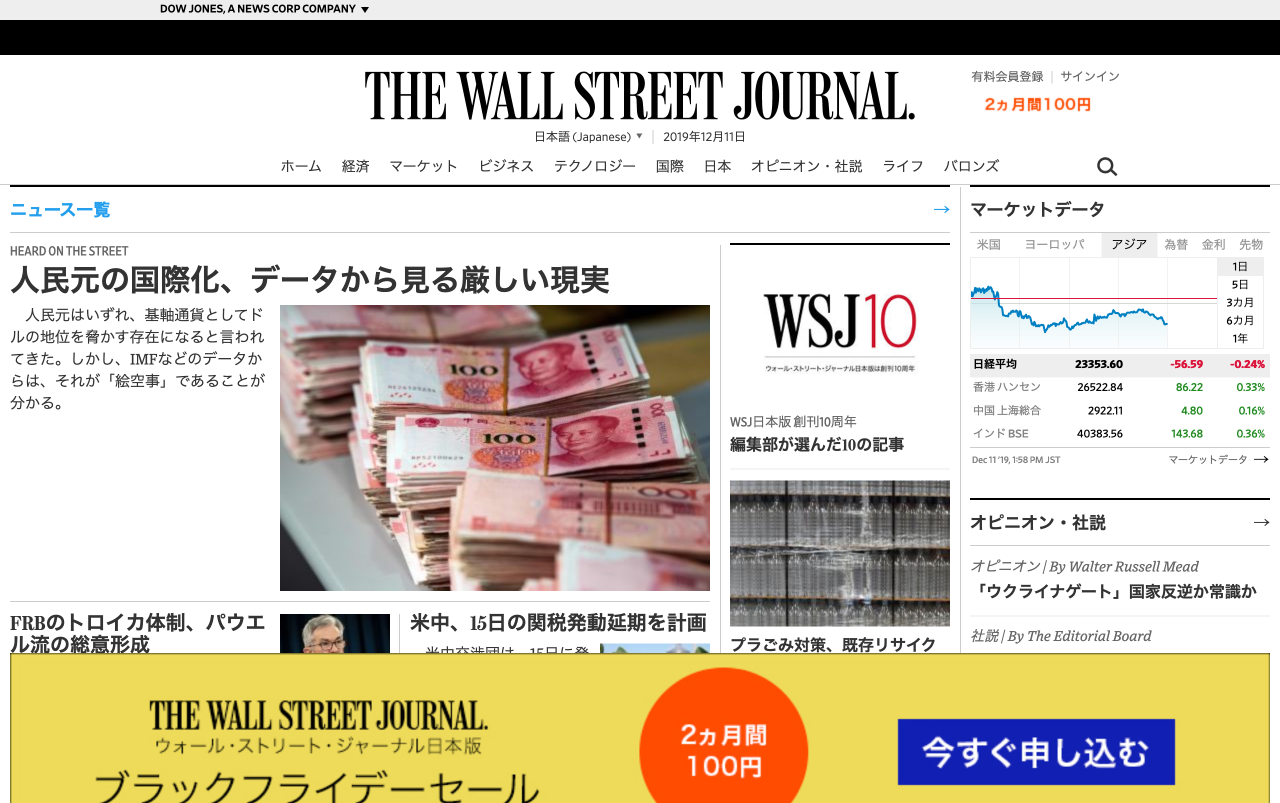 DOW JONES, A NEWS CORP COMPANY
THE WALL STREET JOURNAL.
有料会員登録 | サインイン
2ヵ月間100円
日本語 (Japanese) | 2019年12月11日
ホーム 経済 マーケット ビジネス テクノロジー 国際 日本 オピニオン・社説 ライフ バロンズ
ニュース一覧 →
HEARD ON THE STREET
人民元の国際化、データから見る厳しい現実
人民元はいずれ、基軸通貨としてド
ルの地位を脅かす存在になると言われ
てきた。しかし、IMFなどのデータか
らは、それが「絵空事」であることが
分かる。
100
100
FRBのトロイカ体制、パウエ
ル流の総意形成
米中、15日の関税発動延期を計画
米中交渉団は、15日に発
WSJ10
ウォール・ストリート・ジャーナル日本版は創刊10周年
WSJ日本版 創刊10周年
編集部が選んだ10の記事
プラごみ対策、既存リサイク
マーケットデータ
米国 ヨーロッパ アジア 為替 金利 先物
1日
5日
3カ月
6カ月
1年
日経平均 23353.60 -56.59 -0.24%
香港 ハンセン 26522.84 86.22 0.33%
中国 上海総合 2922.11 4.80 0.16%
インド BSE 40383.56 143.68 0.36%
Dec 11 '19, 1:58 PM JST マーケットデータ →
オピニオン・社説 →
オピニオン | By Walter Russell Mead
「ウクライナゲート」国家反逆か常識か
社説 | By The Editorial Board
THE WALL STREET JOURNAL.
ウォール・ストリート・ジャーナル日本版
ブラックフライデーセール
2ヵ月間
100円
今すぐ申し込む